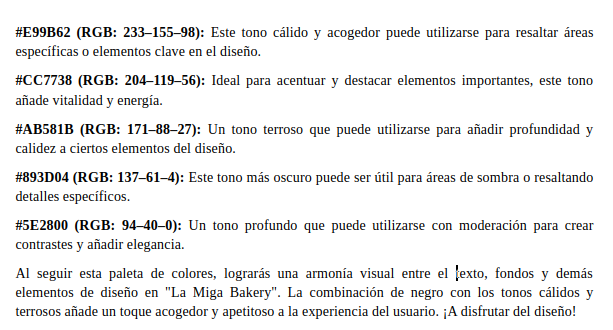 #E99B62 (RGB: 233–155–98): Este tono cálido y acogedor puede utilizarse para resaltar áreas
específicas o elementos clave en el diseño.
#CC7738 (RGB: 204–119–56): Ideal para acentuar y destacar elementos importantes, este tono
añade vitalidad y energía.
#AB581B (RGB: 171–88–27): Un tono terroso que puede utilizarse para añadir profundidad y
calidez a ciertos elementos del diseño.
#893D04 (RGB: 137–61–4): Este tono más oscuro puede ser útil para áreas de sombra o resaltando
detalles específicos.
#5E2800 (RGB: 94–40–0): Un tono profundo que puede utilizarse con moderación para crear
contrastes y añadir elegancia.
Al seguir esta paleta de colores, lograrás una armonía visual entre el texto, fondos y demás
elementos de diseño en "La Miga Bakery". La combinación de negro con los tonos cálidos y
terrosos añade un toque acogedor y apetitoso a la experiencia del usuario. ¡A disfrutar del diseño!